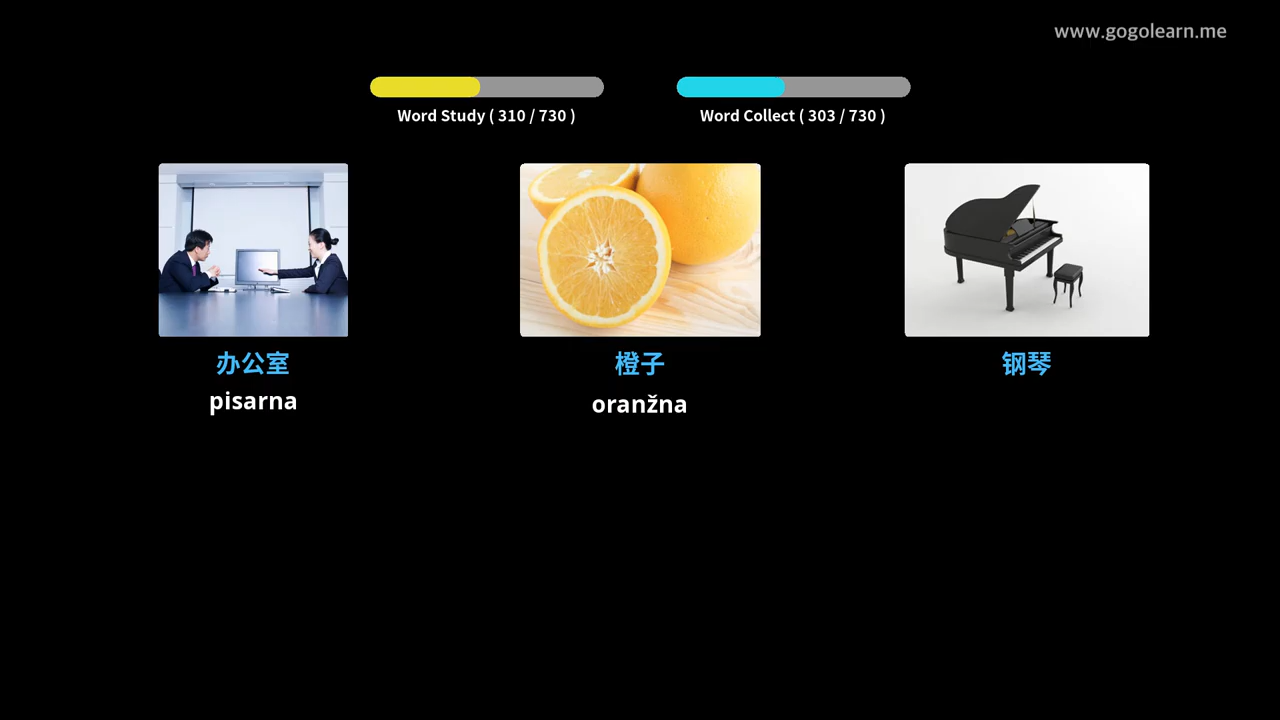 www.gogolearn.me
Word Study ( 310 / 730 )
Word Collect ( 303 / 730 )
办公室
橙子
钢琴
pisarna
oranžna